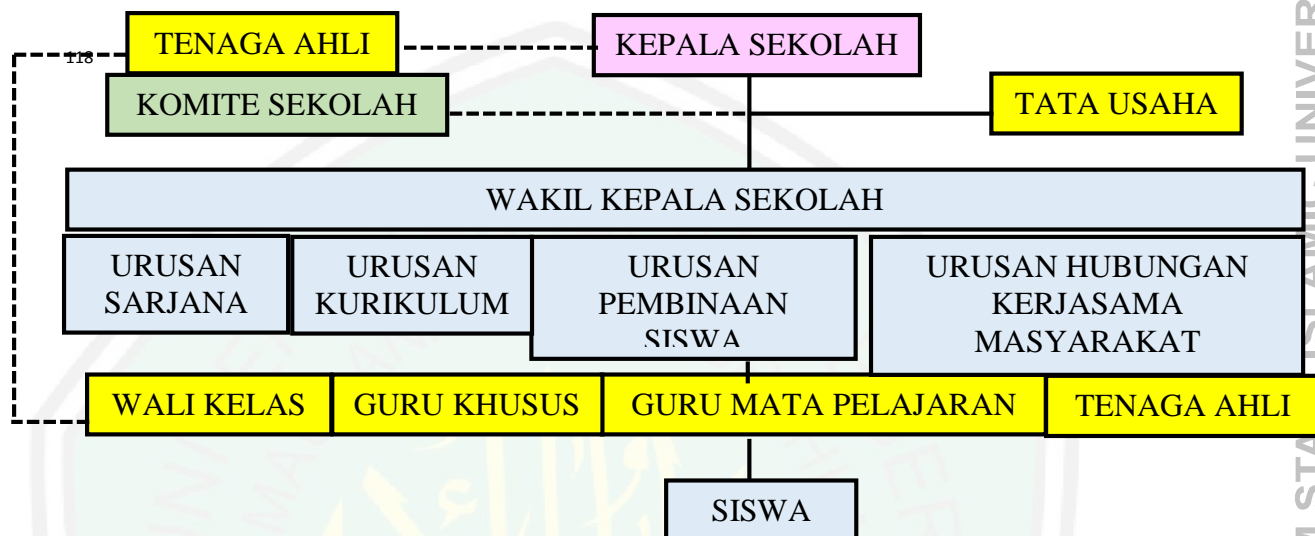 TENAGA AHLI
KEPALA SEKOLAH
118
KOMITE SEKOLAH
TATA USAHA
WAKIL KEPALA SEKOLAH
URUSAN
SARJANA
URUSAN
KURIKULUM
URUSAN
PEMBINAAN
SISWA
URUSAN HUBUNGAN
KERJASAMA
MASYARAKAT
WALI KELAS
GURU KHUSUS
GURU MATA PELAJARAN
TENAGA AHLI
SISWA